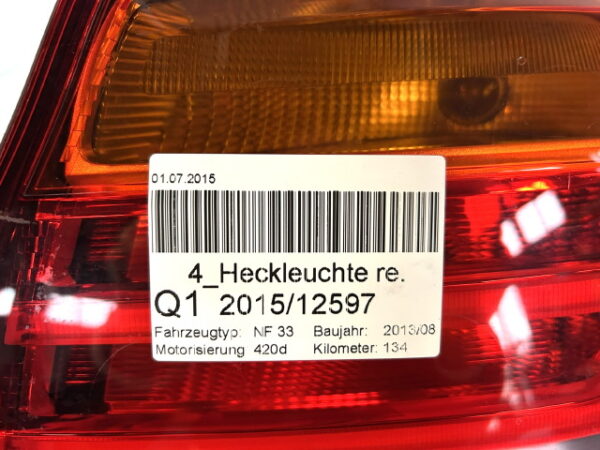 01.07.2015
4_Heckleuchte re.
Q1 2015/12597
Fahrzeugtyp: NF 33 Baujahr: 2013/08
Motorisierung 420d Kilometer: 134